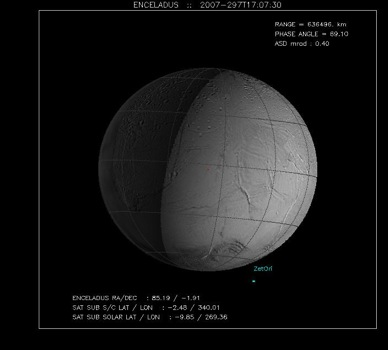 ENCELADUS :: 2007-297T17:07:30
RANGE = 636496. km
PHASE ANGLE = 69.10
ASD mrad : 0.40
ZetOri
ENCELADUS RA/DEC : 85.19 / -1.91
SAT SUB S/C LAT / LON : -2.48 / 340.01
SAT SUB SOLAR LAT / LON : -9.85 / 269.36